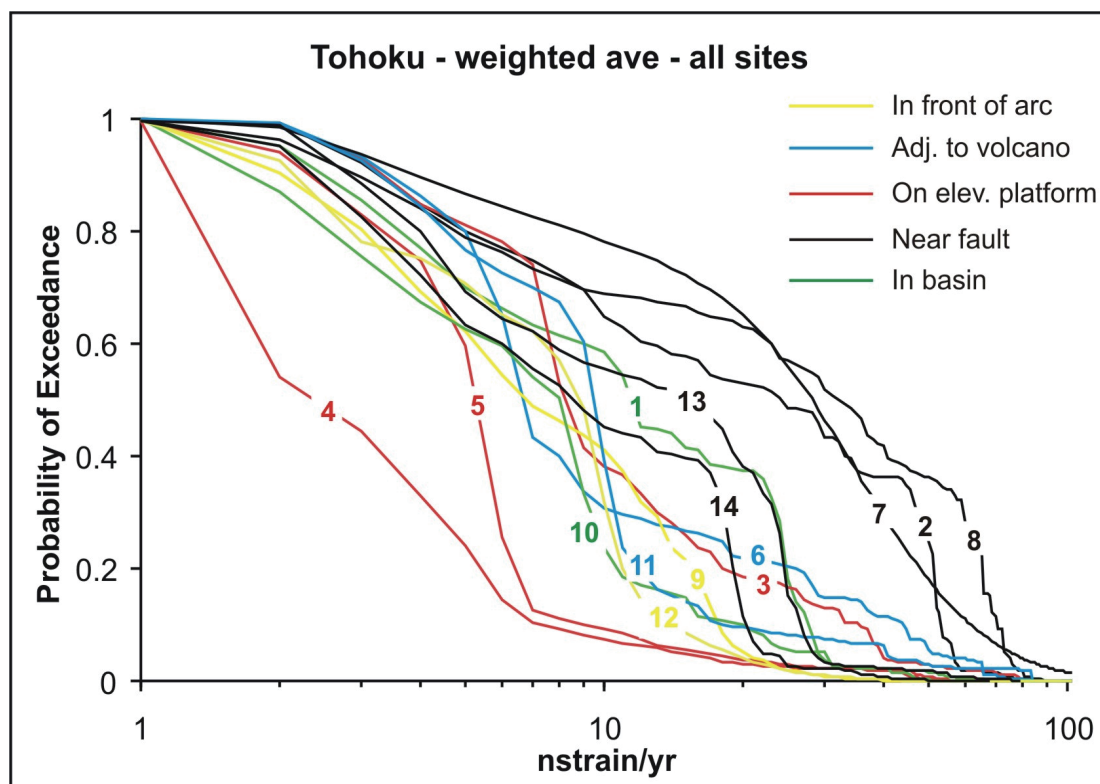 Tohoku - weighted ave - all sites
In front of arc
Adj. to volcano
On elev. platform
Near fault
In basin
Probability of Exceedance
1
0.8
0.6
0.4
0.2
0
4
5
1
13
10
14
11
12
9
6
3
7
2
8
1
10
100
nstrain/yr